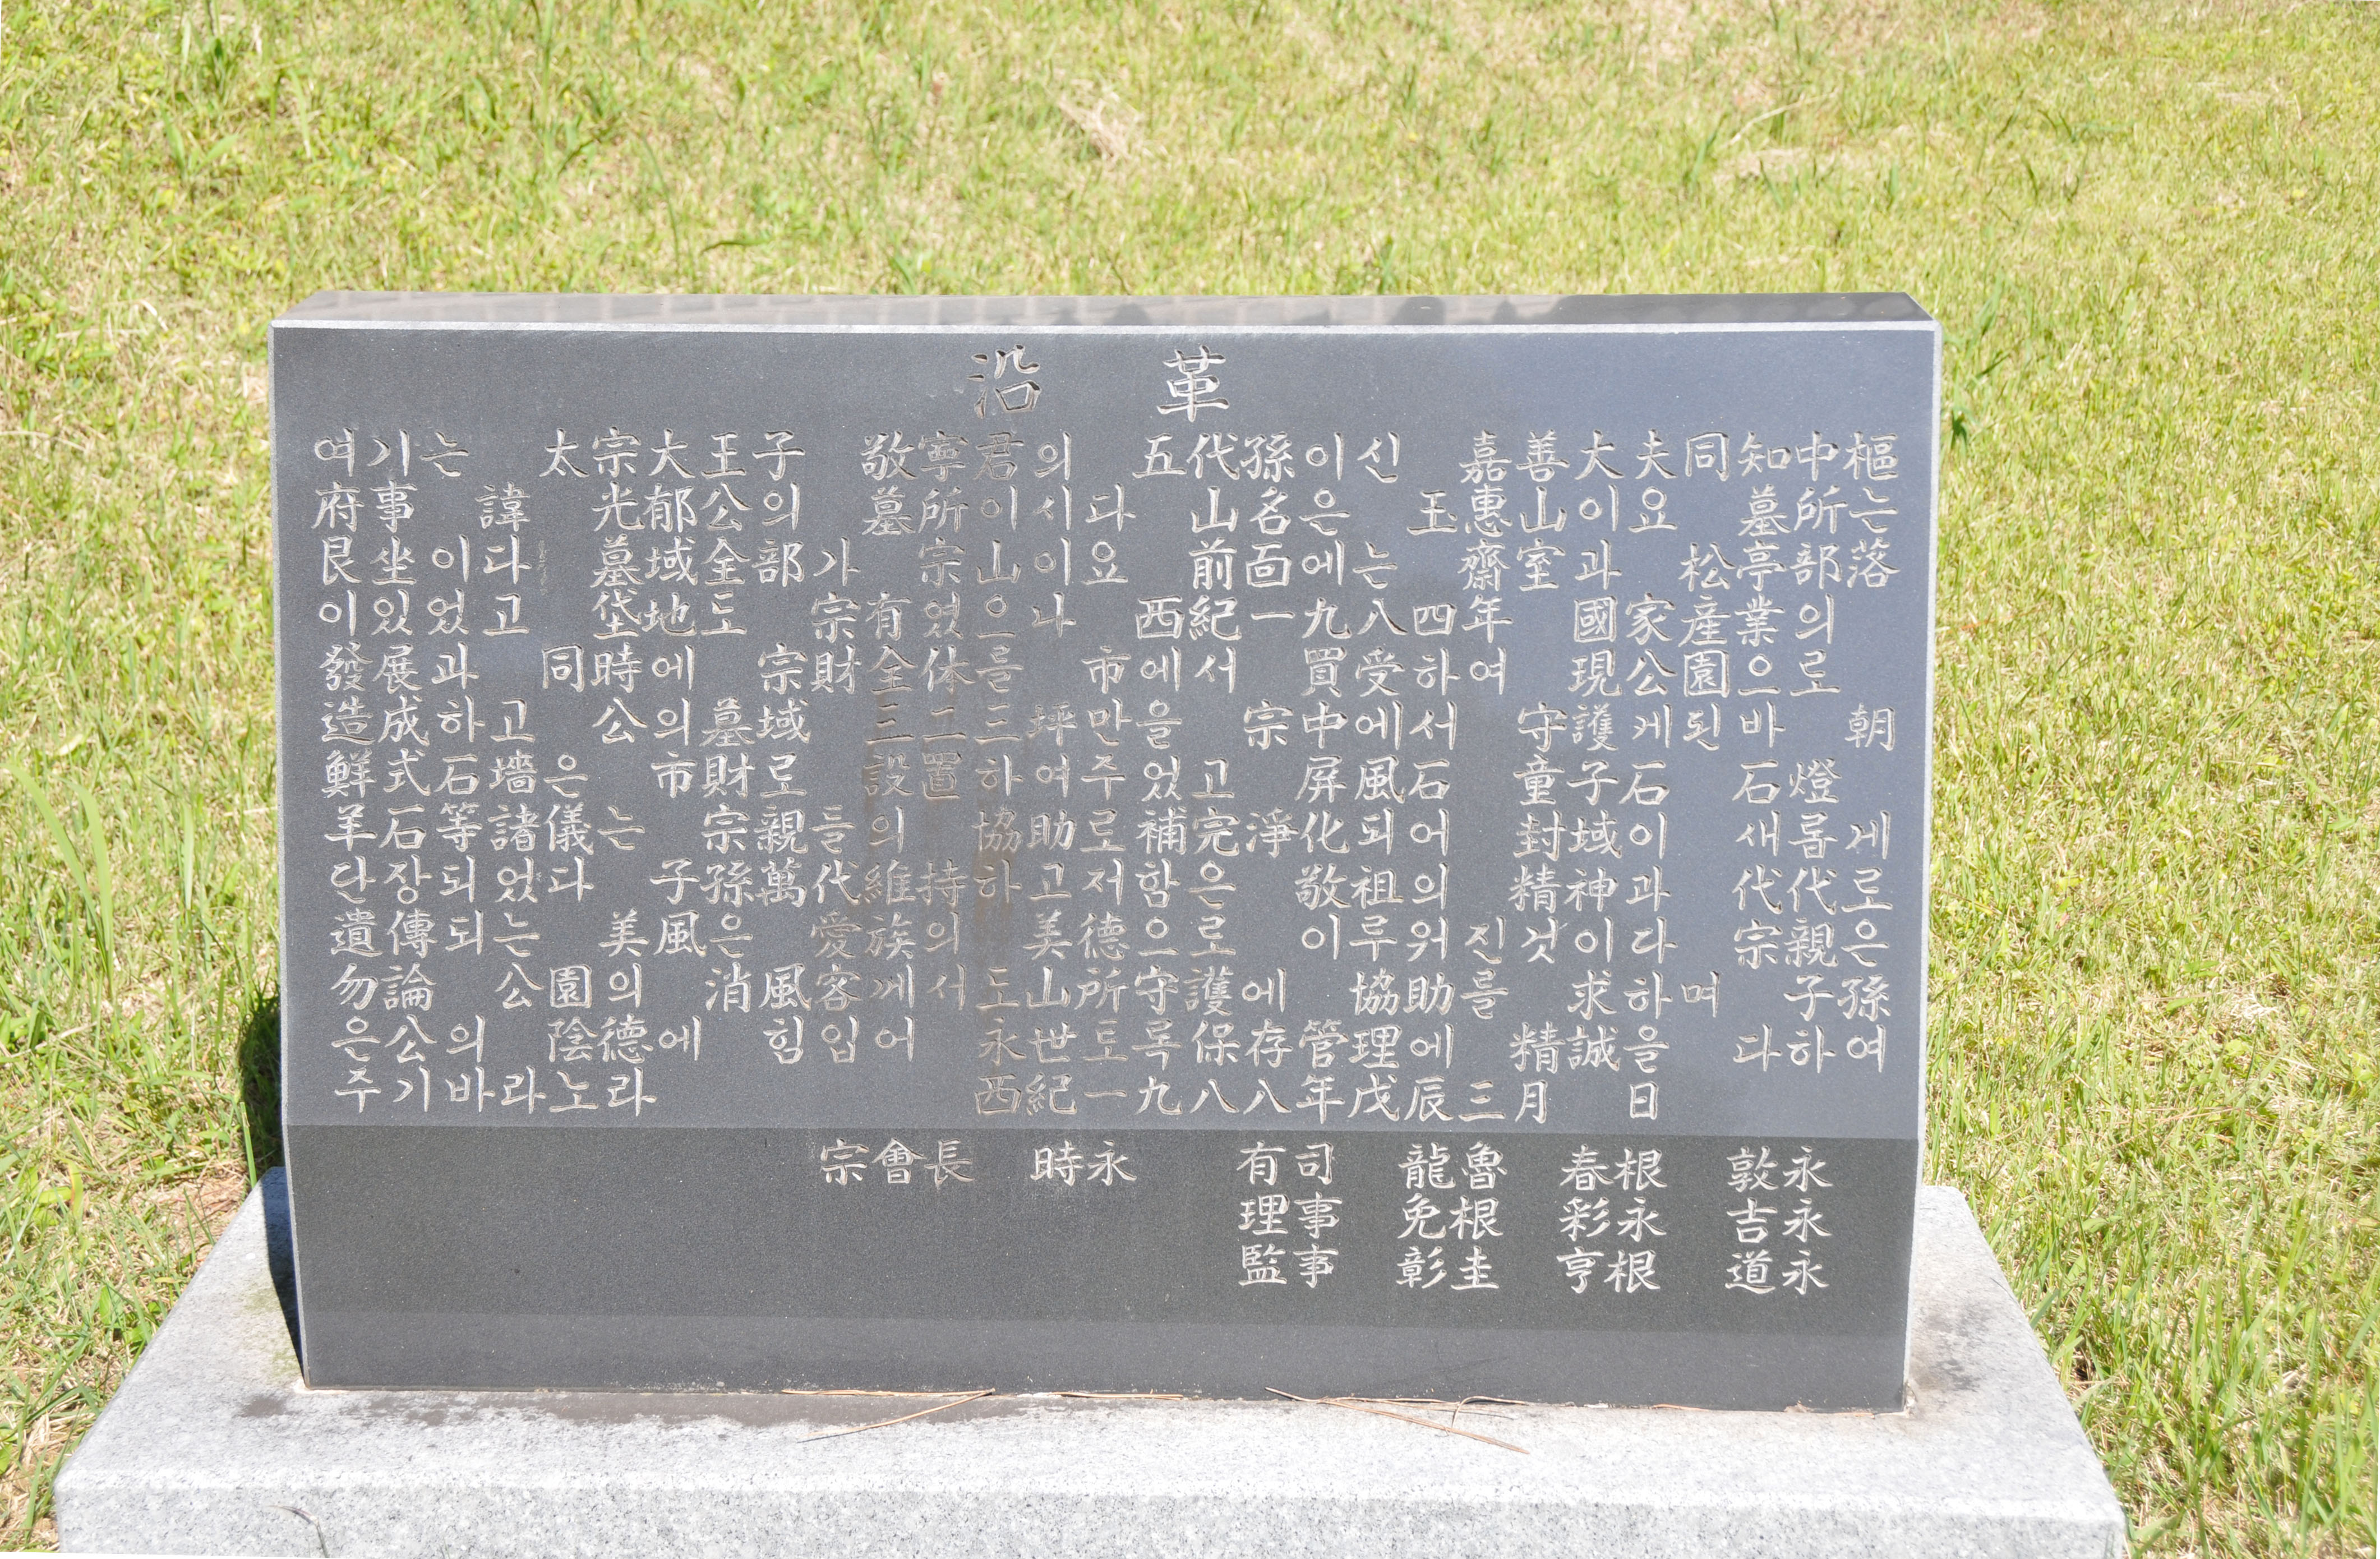 沿革
여기는 太宗大王子 敬寧君의 五代孫이신 嘉善大夫同知中樞
府事 諱 光郁公의 墓所이시다 山名은 玉惠山이요 墓所는
艮坐이다고 墓域全部가 宗山이요 前面에는 齋室과 松亭部落
이있었고 垈地도 宗有였으나 西紀一九八四年 國家産業의
發展과 同時에 宗財全体를 市에서 買受하여 現公園으로
造成하고 公의 墓域 三二三坪만을 宗中에서 守護게된바 朝
鮮式石墻은 市財로 設置하여주었고 屛風石童子石 石燈
羊石等諸儀는 宗親들의 協助로補完 淨化되어封域이새롭게
단장되었다 子孫萬代 維持하고저함은 敬祖의精神과 代代로
遺傳되는 美風은 愛族의 美德으로 이루워진것이다 宗親은
勿論 公園의 消風客께서도 山所守護에 協助를 求하며 子孫
은公의 陰德에 힘입어 永世토록保存 管理에 精誠을 다하여
주기바라노라 西紀一九八八年戊辰三月 日
宗會長 時永 有司 龍魯 春根 敦永
理事 免根 彩永 吉永
監事 彰圭 亨根 道永